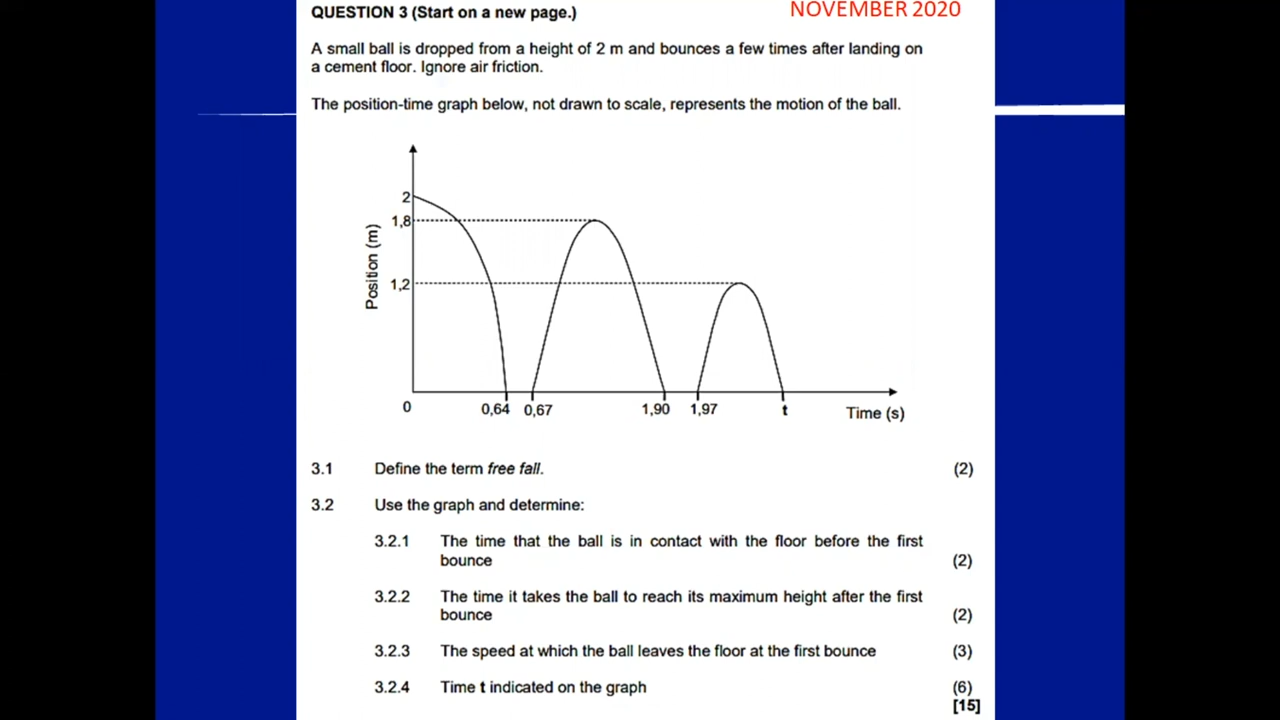 NOVEMBER 2020
QUESTION 3 (Start on a new page.)
A small ball is dropped from a height of 2 m and bounces a few times after landing on
a cement floor. Ignore air friction.
The position-time graph below, not drawn to scale, represents the motion of the ball.
Position (m)
2
1,8
1,2
0
0,64
0,67
1,90
1,97
t
Time (s)
3.1 Define the term free fall. (2)
3.2 Use the graph and determine:
3.2.1 The time that the ball is in contact with the floor before the first
bounce (2)
3.2.2 The time it takes the ball to reach its maximum height after the first
bounce (2)
3.2.3 The speed at which the ball leaves the floor at the first bounce (3)
3.2.4 Time t indicated on the graph (6)
[15]